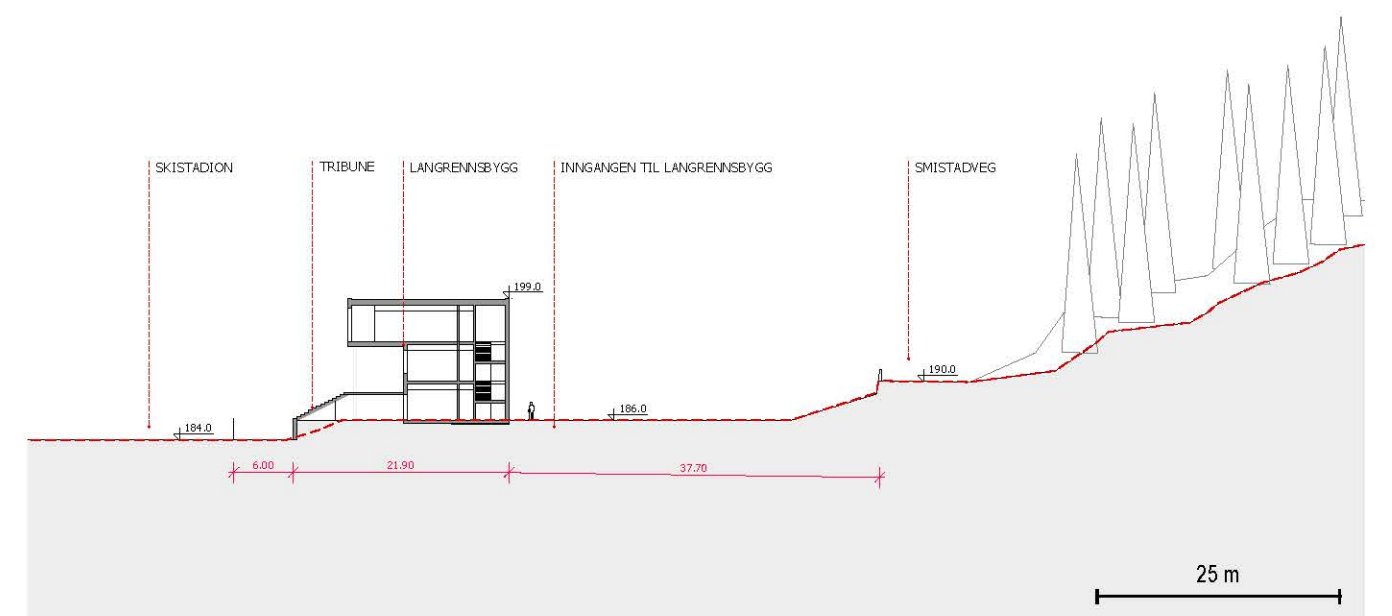 SKISTADION
TRIBUNE
LANGRENNSBYGG
INNGANGEN TIL LANGRENNSBYGG
SMISTADVEG
199.0
190.0
186.0
184.0
6.00
21.90
37.70
25 m